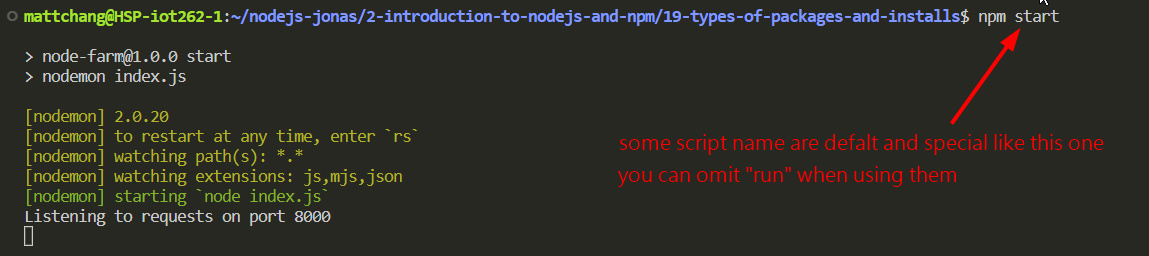 mattchang@HSP-iot262-1:~/nodejs-jonas/2-introduction-to-nodejs-and-npm/19-types-of-packages-and-installs$ npm start
> node-farm@1.0.0 start
> nodemon index.js
[nodemon] 2.0.20
[nodemon] to restart at any time, enter `rs`
[nodemon] watching path(s): *.*
[nodemon] watching extensions: js,mjs,json
[nodemon] starting `node index.js`
Listening to requests on port 8000
some script name are defalt and special like this one
you can omit "run" when using them